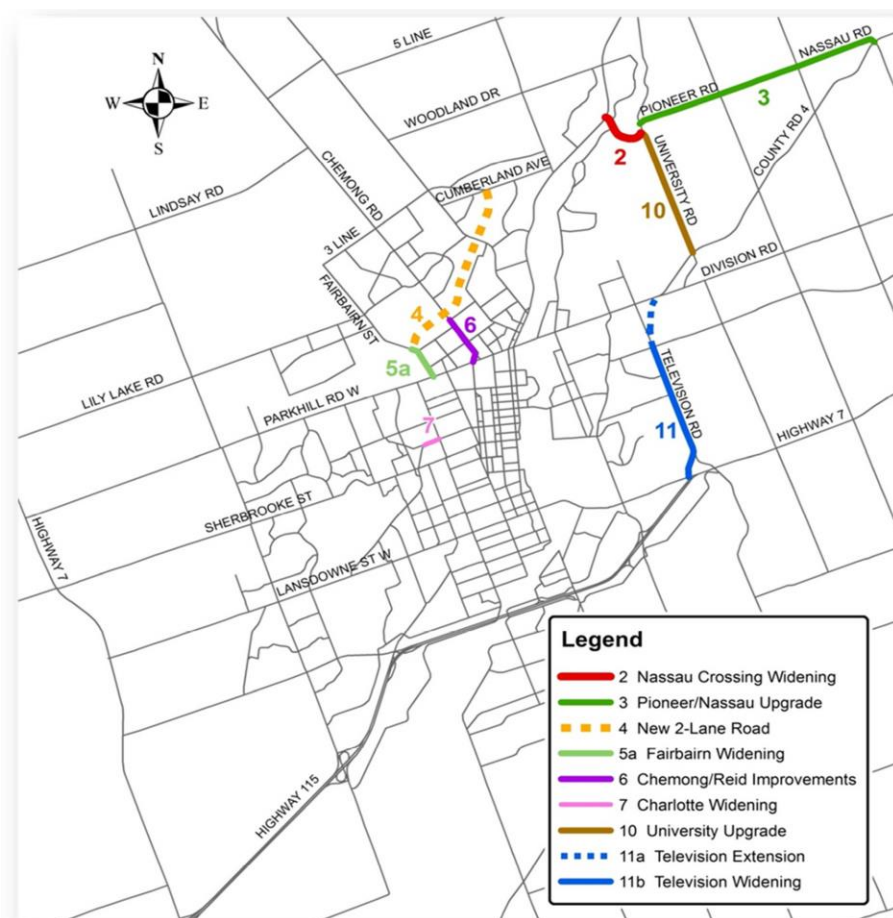 5 LINE
NASSAU RD
N
W
E
S
WOODLAND DR
PIONEER RD
3
2
UNIVERSITY RD
COUNTY RD 4
CHEMONG RD
CUMBERLAND AVE
LINDSAY RD
10
3 LINE
DIVISION RD
FAIRBAIRN ST
4
6
5a
TELEVISION RD
LILY LAKE RD
PARKHILL RD W
7
11
HIGHWAY 7
SHERBROOKE ST
HIGHWAY 7
LANSDOWNE ST W
HIGHWAY 115
Legend
2 Nassau Crossing Widening
3 Pioneer/Nassau Upgrade
4 New 2-Lane Road
5a Fairbairn Widening
6 Chemong/Reid Improvements
7 Charlotte Widening
10 University Upgrade
11a Television Extension
11b Television Widening